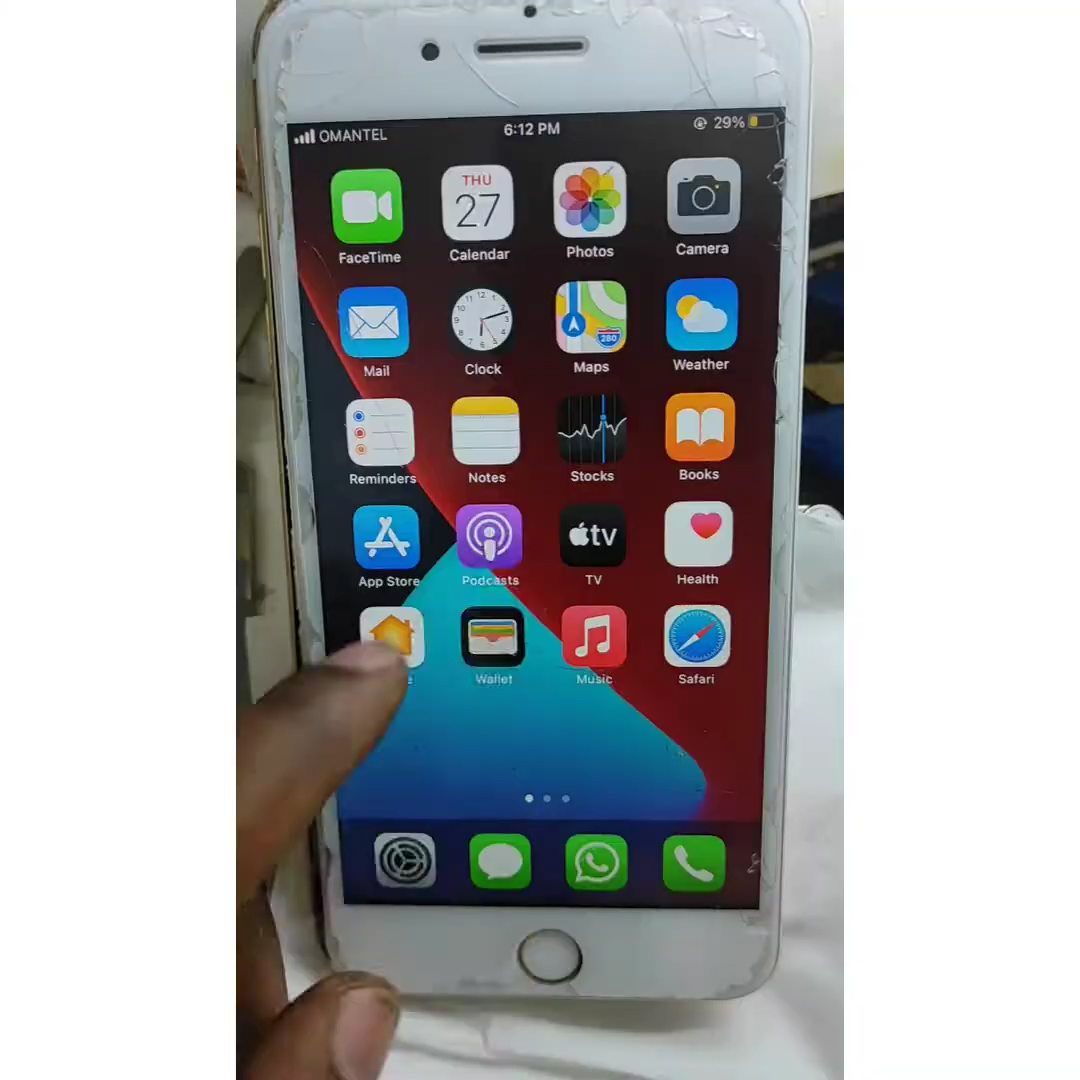 OMANTEL 6:12 PM 29%
THU
27
FaceTime Calendar Photos Camera
12
280
Mail Clock Maps Weather
Reminders Notes Stocks Books
tv
App Store Podcasts TV Health
e Wallet Music Safari